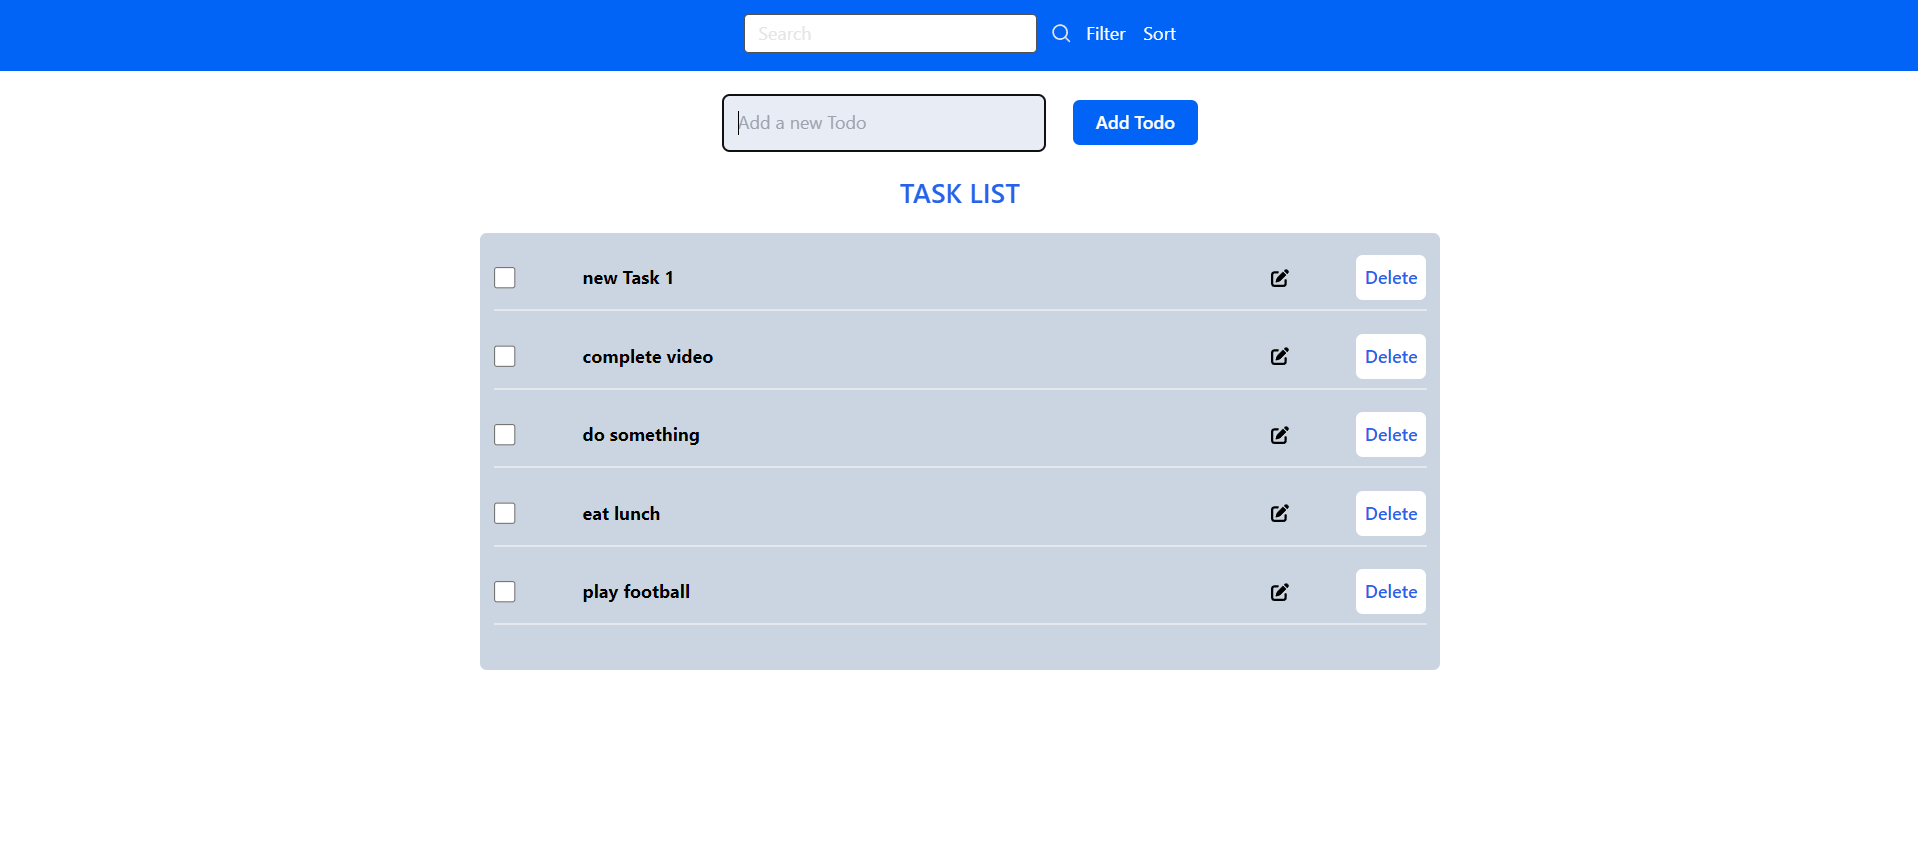 Search Filter Sort
Add a new Todo Add Todo
TASK LIST
new Task 1 Delete
complete video Delete
do something Delete
eat lunch Delete
play football Delete